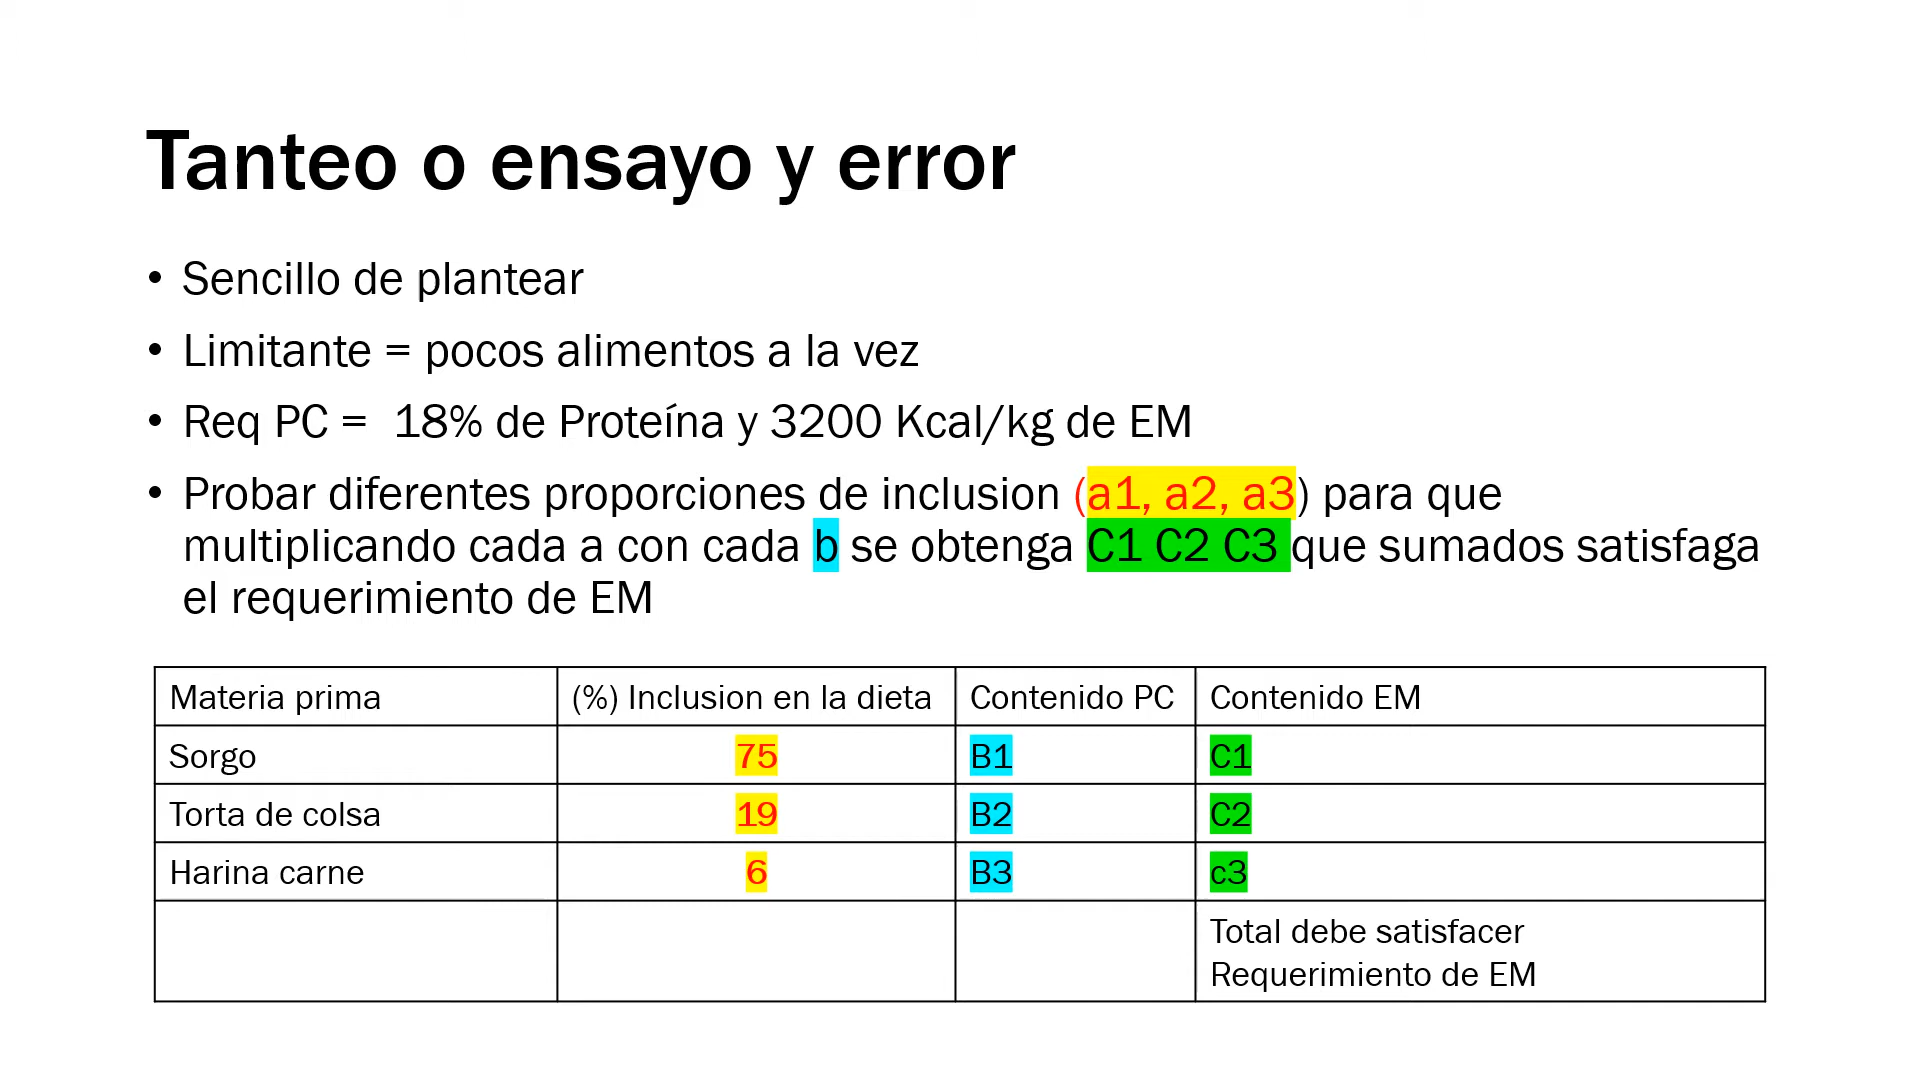 Tanteo o ensayo y error
• Sencillo de plantear
• Limitante = pocos alimentos a la vez
• Req PC =  18% de Proteína y 3200 Kcal/kg de EM
• Probar diferentes proporciones de inclusion (a1, a2, a3) para que
multiplicando cada a con cada b se obtenga C1 C2 C3 que sumados satisfaga
el requerimiento de EM
Materia prima (%) Inclusion en la dieta Contenido PC Contenido EM
Sorgo 75 B1 C1
Torta de colsa 19 B2 C2
Harina carne 6 B3 c3
Total debe satisfacer
Requerimiento de EM